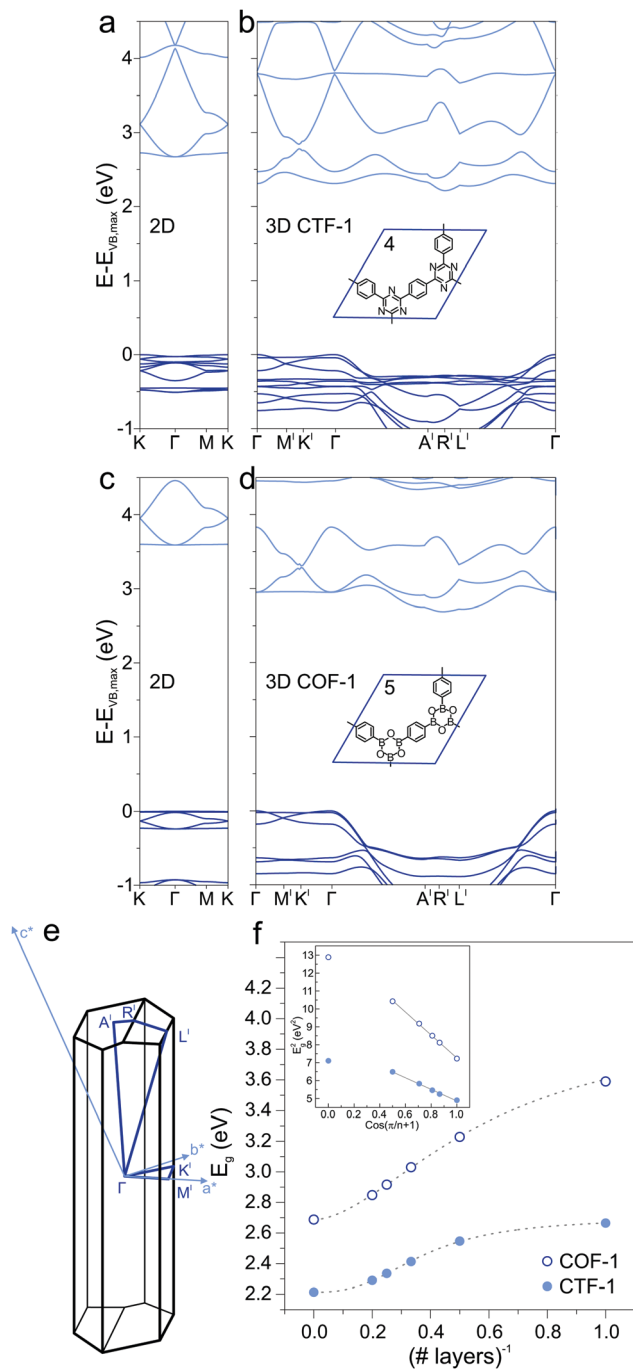 a
b
E-E_VB,max (eV)
4
3
2
1
0
-1
2D
3D CTF-1
4
N N N
N N N
K Γ M K
Γ M^I K^I Γ A^I R^I L^I Γ
c
d
E-E_VB,max (eV)
4
3
2
1
0
-1
2D
3D COF-1
5
O B O B O B
B O B O B O
K Γ M K
Γ M^I K^I Γ A^I R^I L^I Γ
e
c*
R^I
A^I
L^I
b*
K^I
Γ
a*
M^I
f
E_g (eV)
4.4
4.2
4.0
3.8
3.6
3.4
3.2
3.0
2.8
2.6
2.4
2.2
0.0 0.2 0.4 0.6 0.8 1.0
(# layers)^-1
E_g^2 (eV^2)
13
12
11
10
9
8
7
6
5
0.0 0.2 0.4 0.6 0.8 1.0
Cos(π/n+1)
COF-1
CTF-1